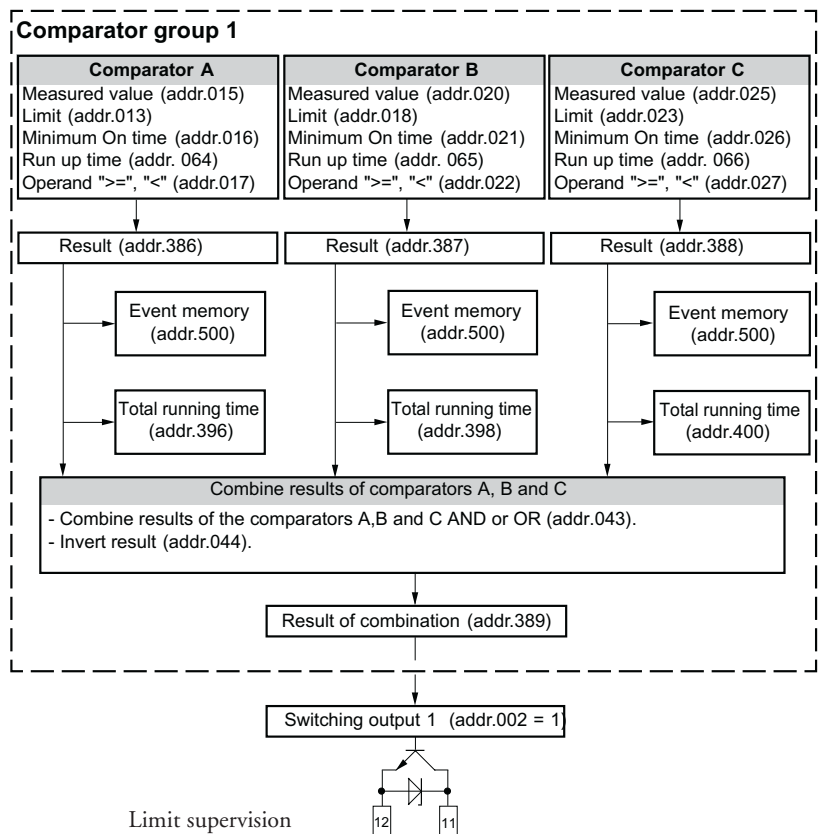 Comparator group 1
Comparator A
Measured value (addr.015)
Limit (addr.013)
Minimum On time (addr.016)
Run up time (addr. 064)
Operand ">=", "<" (addr.017)
Comparator B
Measured value (addr.020)
Limit (addr.018)
Minimum On time (addr.021)
Run up time (addr. 065)
Operand ">=", "<" (addr.022)
Comparator C
Measured value (addr.025)
Limit (addr.023)
Minimum On time (addr.026)
Run up time (addr. 066)
Operand ">=", "<" (addr.027)
Result (addr.386)
Result (addr.387)
Result (addr.388)
Event memory
(addr.500)
Event memory
(addr.500)
Event memory
(addr.500)
Total running time
(addr.396)
Total running time
(addr.398)
Total running time
(addr.400)
Combine results of comparators A, B and C
- Combine results of the comparators A,B and C AND or OR (addr.043).
- Invert result (addr.044).
Result of combination (addr.389)
Switching output 1 (addr.002 = 1)
12
11
Limit supervision